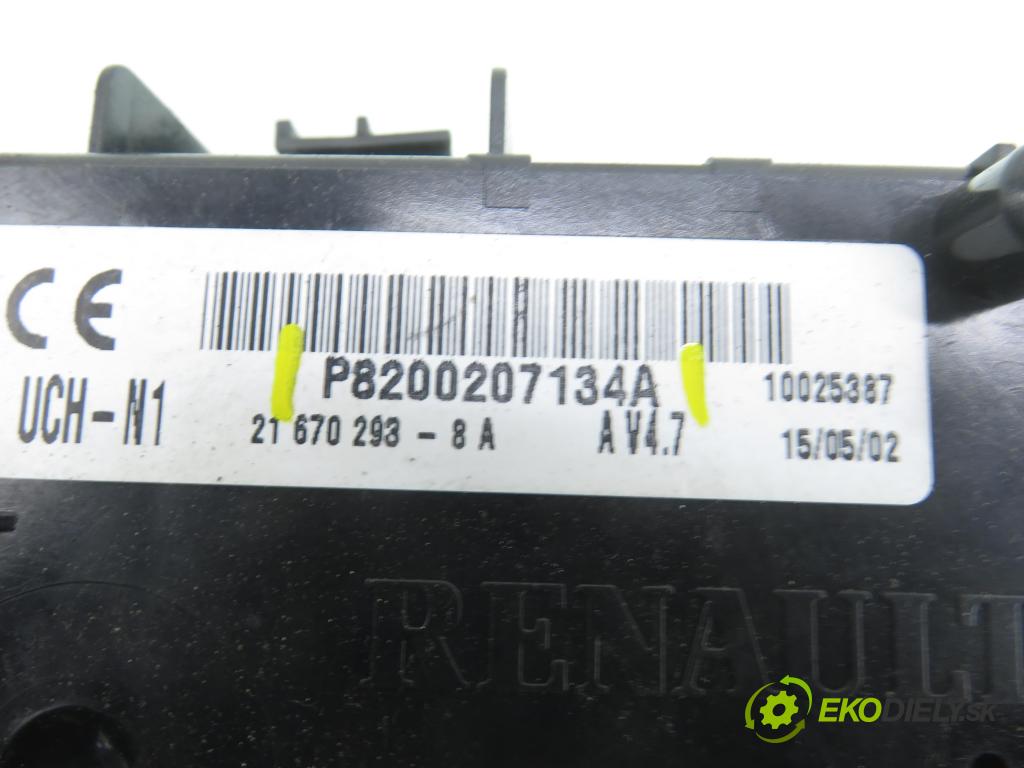 CE
P8200207134A
10025387
UCH-N1
21 670 293 - 8 A
A V4.7
15/05/02
RENAULT
EKODIELY.SK